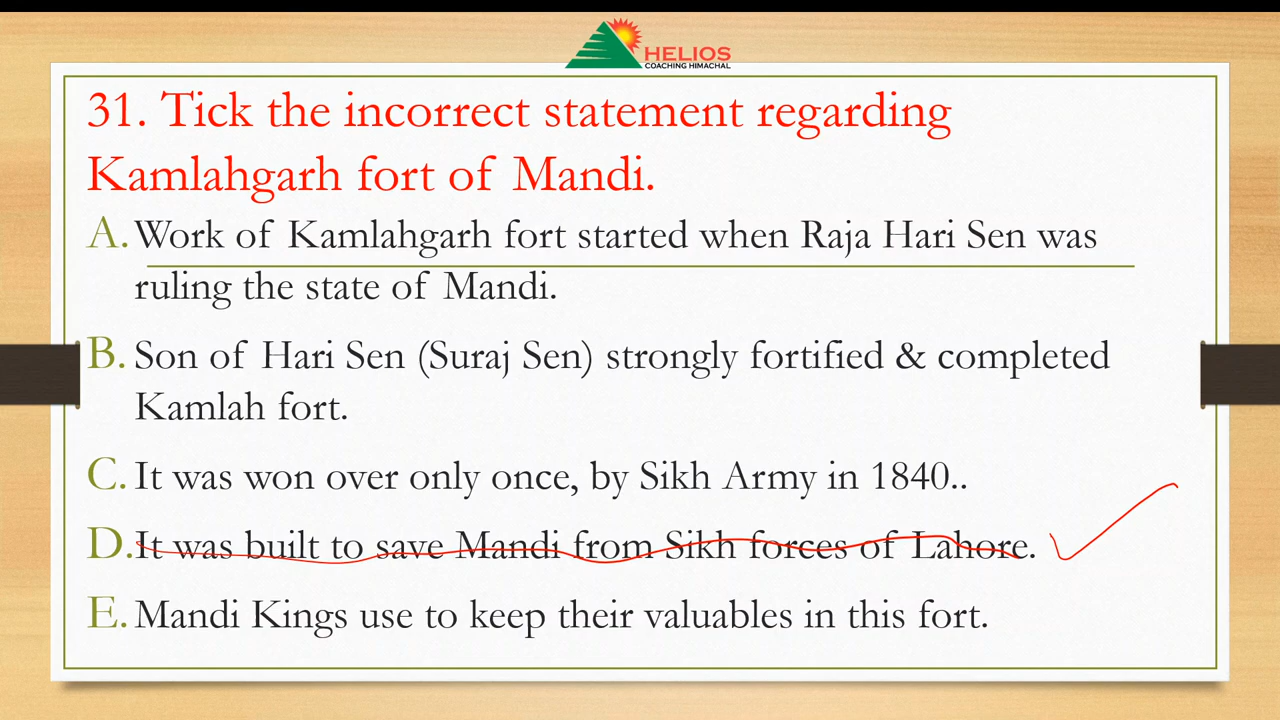 HELIOS
COACHING HIMACHAL
31. Tick the incorrect statement regarding
Kamlahgarh fort of Mandi.
A. Work of Kamlahgarh fort started when Raja Hari Sen was
ruling the state of Mandi.
B. Son of Hari Sen (Suraj Sen) strongly fortified & completed
Kamlah fort.
C. It was won over only once, by Sikh Army in 1840..
D. It was built to save Mandi from Sikh forces of Lahore.
E. Mandi Kings use to keep their valuables in this fort.